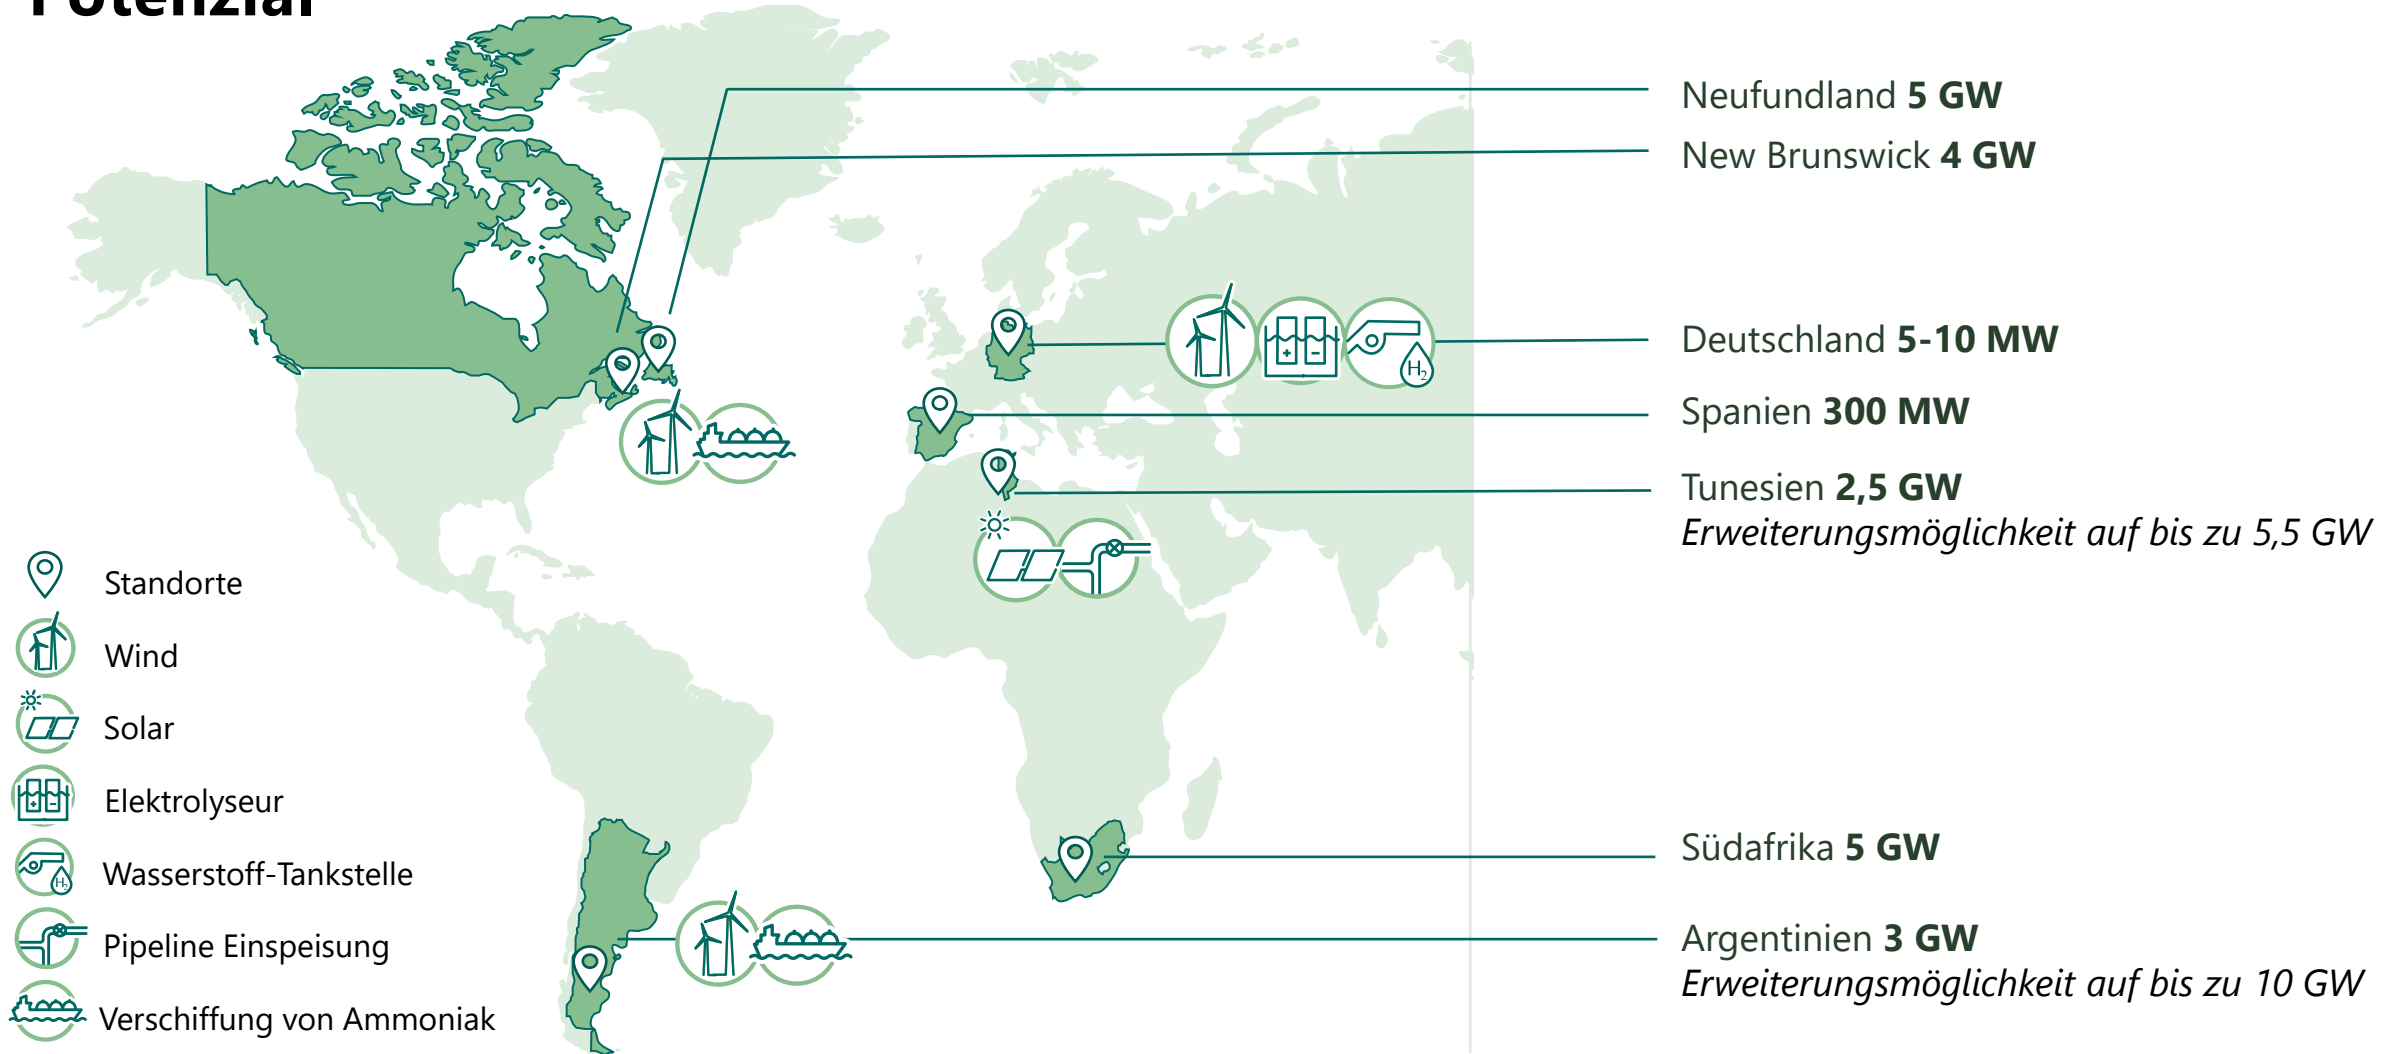 Potenzial
Neufundland 5 GW
New Brunswick 4 GW
Deutschland 5-10 MW
Spanien 300 MW
Tunesien 2,5 GW
Erweiterungsmöglichkeit auf bis zu 5,5 GW
Südafrika 5 GW
Argentinien 3 GW
Erweiterungsmöglichkeit auf bis zu 10 GW
H₂
Standorte
Wind
Solar
Elektrolyseur
H₂
Wasserstoff-Tankstelle
Pipeline Einspeisung
Verschiffung von Ammoniak